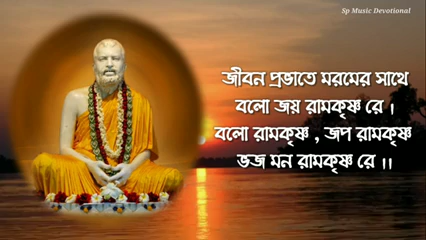 Sp Music Devotional
জীবন প্রভাতে মরমের সাথে
বলো জয় রামকৃষ্ণ রে ।
বলো রামকৃষ্ণ , জপ রামকৃষ্ণ
ভজ মন রামকৃষ্ণ রে ।।